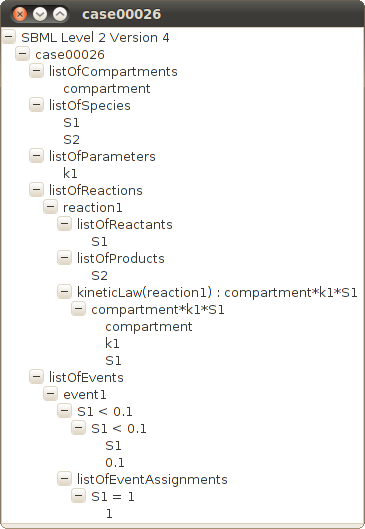 case00026
SBML Level 2 Version 4
case00026
listOfCompartments
compartment
listOfSpecies
S1
S2
listOfParameters
k1
listOfReactions
reaction1
listOfReactants
S1
listOfProducts
S2
kineticLaw(reaction1) : compartment*k1*S1
compartment*k1*S1
compartment
k1
S1
listOfEvents
event1
S1 < 0.1
S1 < 0.1
S1
0.1
listOfEventAssignments
S1 = 1
1